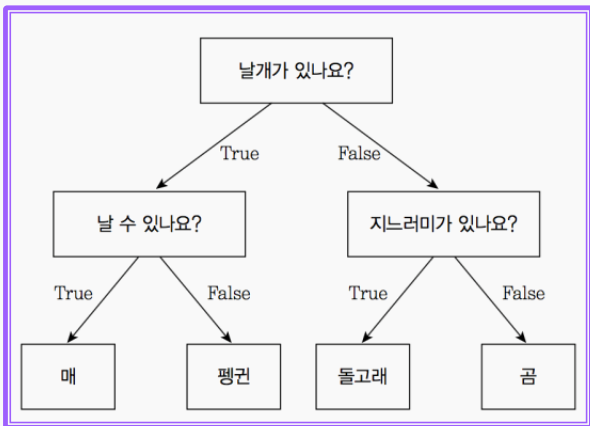 날개가 있나요?
True False
날 수 있나요? 지느러미가 있나요?
True False True False
매 펭귄 돌고래 곰